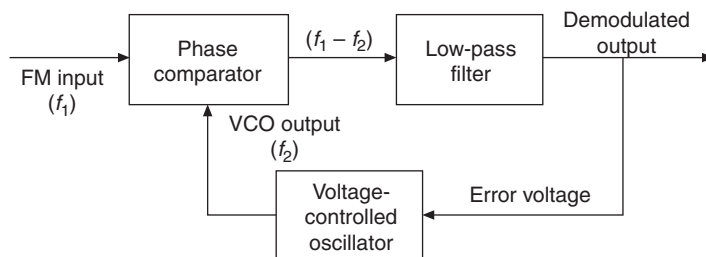 Phase
comparator
(f₁ – f₂)
Low-pass
filter
Demodulated
output
FM input
(f₁)
VCO output
(f₂)
Voltage-
controlled
oscillator
Error voltage